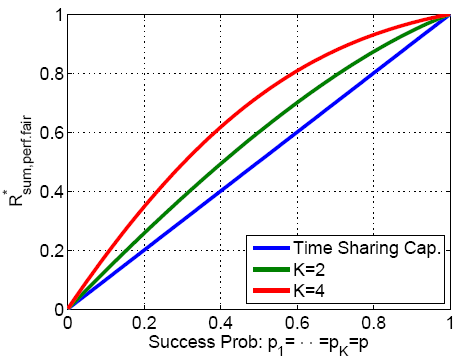 1
0.8
0.6
0.4
0.2
0
R*sum,perf fair
0 0.2 0.4 0.6 0.8 1
Success Prob: p1= · · =pK=p
Time Sharing Cap.
K=2
K=4